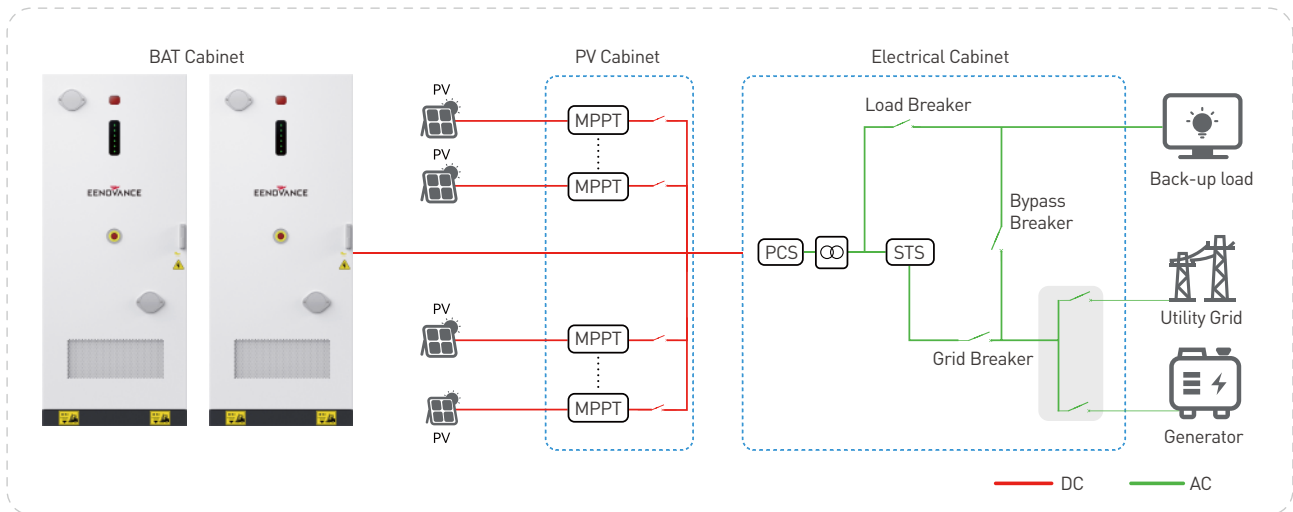 BAT Cabinet
PV Cabinet
Electrical Cabinet
PV
MPPT
PV
MPPT
PV
MPPT
MPPT
PV
EENOVANCE
EENOVANCE
Load Breaker
Bypass
Breaker
PCS
STS
Grid Breaker
Back-up load
Utility Grid
Generator
DC
AC